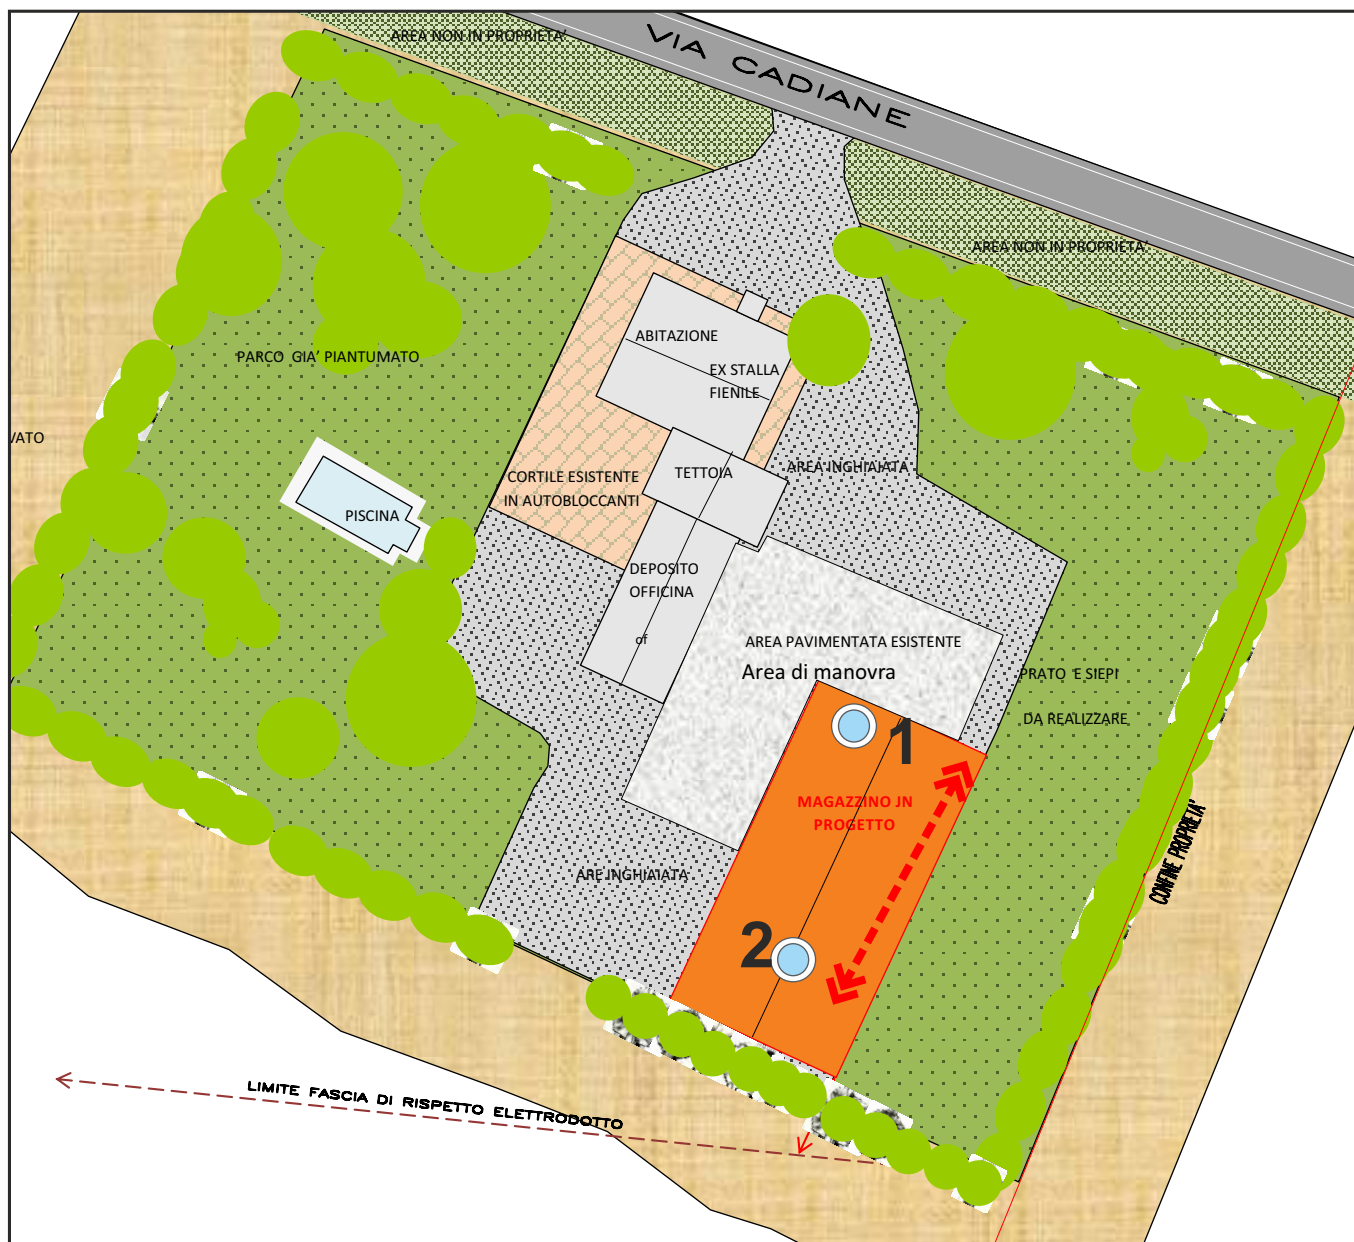 AREA NON IN PROPRIETA'
VIA CADIANE
AREA NON IN PROPRIETA'
ABITAZIONE
PARCO GIA' PIANTUMATO
EX STALLA
FIENILE
VATO
TETTOIA
AREA INGHIAIATA
CORTILE ESISTENTE
IN AUTOBLOCCANTI
PISCINA
DEPOSITO
OFFICINA
of
AREA PAVIMENTATA ESISTENTE
Area di manovra
PRATO E SIEPI
DA REALIZZARE
1
MAGAZZINO JN
PROGETTO
CONFINE PROPRIETA'
ARE INGHIAIATA
2
LIMITE FASCIA DI RISPETTO ELETTRODOTTO